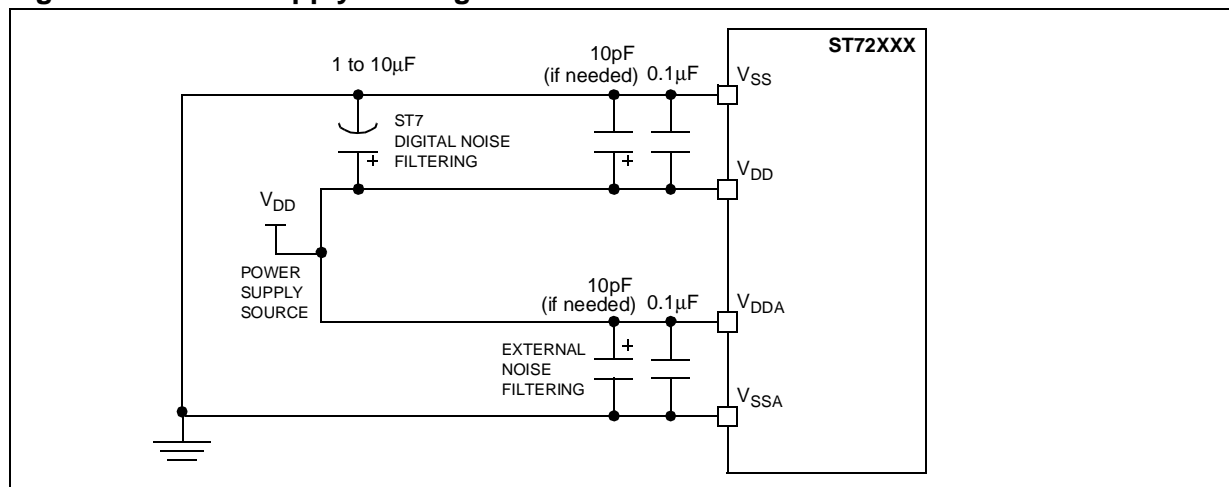 ST72XXX
10pF
(if needed) 0.1μF
1 to 10μF
VSS
ST7
DIGITAL NOISE
FILTERING
+
+
VDD
VDD
POWER
SUPPLY
SOURCE
10pF
(if needed) 0.1μF
VDDA
EXTERNAL
NOISE
FILTERING
+
VSSA